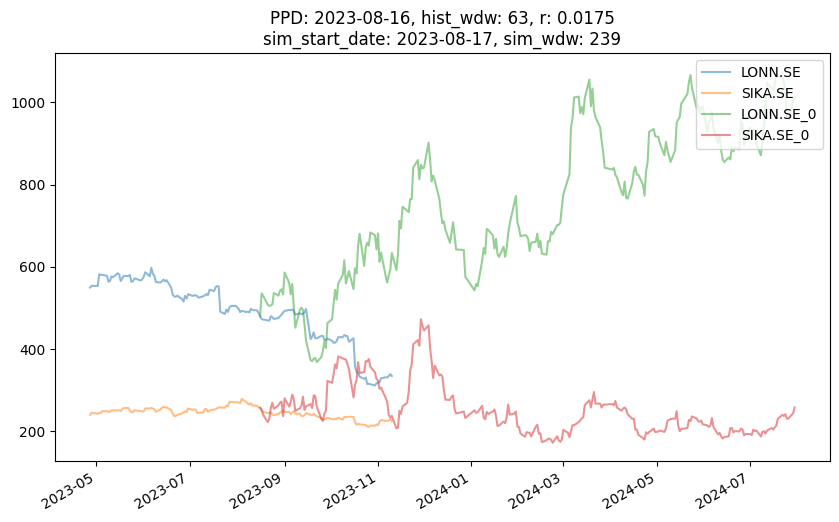 PPD: 2023-08-16, hist_wdw: 63, r: 0.0175
sim_start_date: 2023-08-17, sim_wdw: 239
LONN.SE
SIKA.SE
LONN.SE_0
SIKA.SE_0
1000
800
600
400
200
2023-05
2023-07
2023-09
2023-11
2024-01
2024-03
2024-05
2024-07